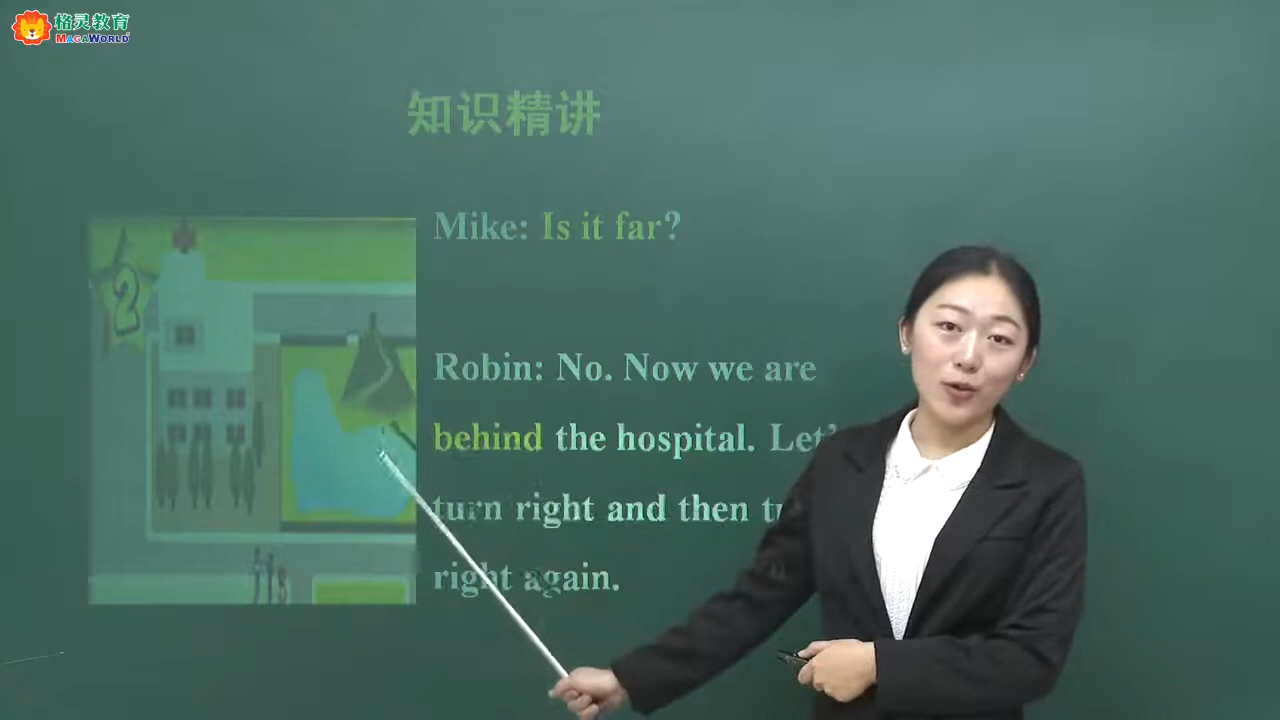 格灵教育
MAGAWORLD
知识精讲
2
Mike: Is it far?
Robin: No. Now we are
behind the hospital. Let'
turn right and then
right again.